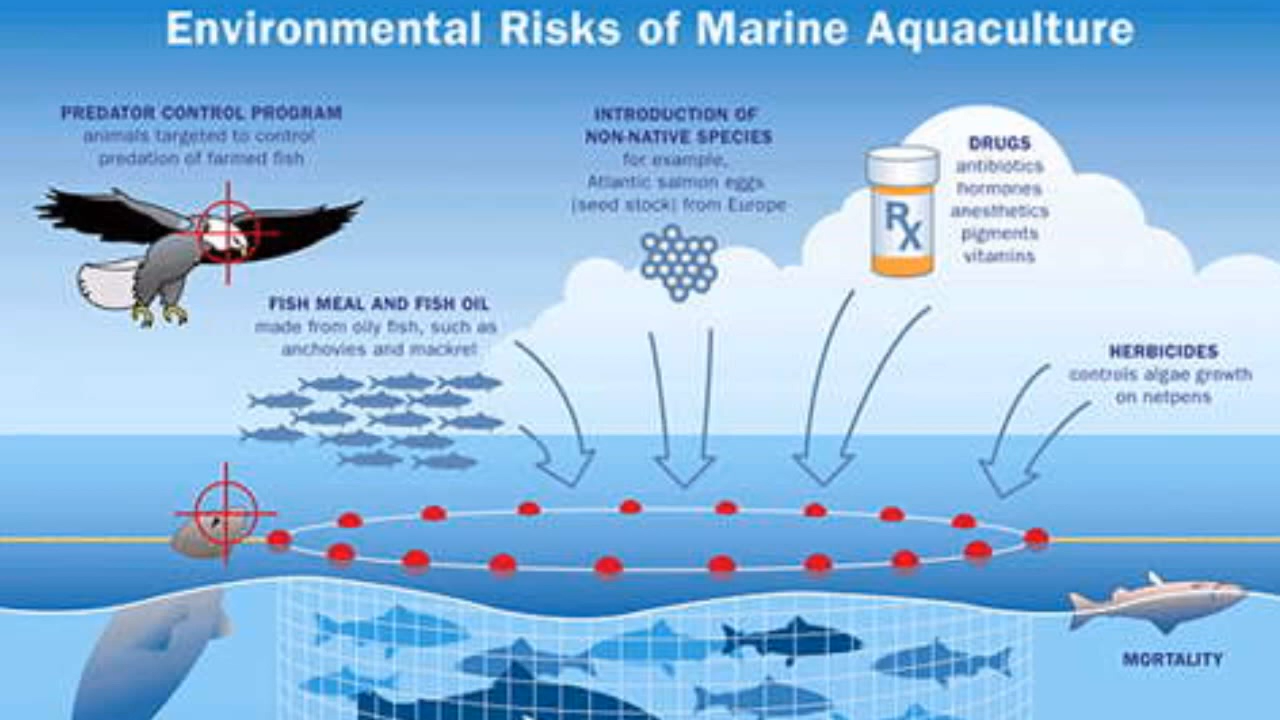 Environmental Risks of Marine Aquaculture
PREDATOR CONTROL PROGRAM
animals targeted to control
predation of farmed fish
INTRODUCTION OF
NON-NATIVE SPECIES
for example,
Atlantic salmon eggs
(seed stock) from Europe
DRUGS
antibiotics
hormones
anesthetics
pigments
vitamins
Rx
FISH MEAL AND FISH OIL
made from oily fish, such as
anchovies and mackrel
HERBICIDES
controls algae growth
on netpens
MORTALITY